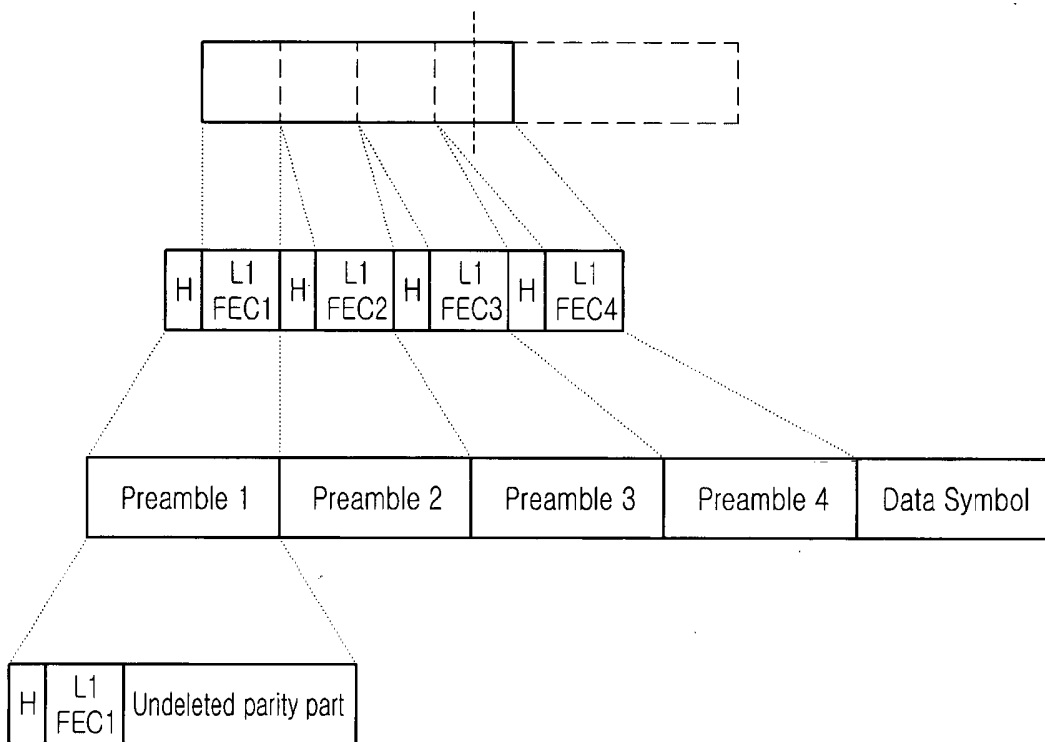 H L1 FEC1 H L1 FEC2 H L1 FEC3 H L1 FEC4
Preamble 1 Preamble 2 Preamble 3 Preamble 4 Data Symbol
H L1 FEC1 Undeleted parity part